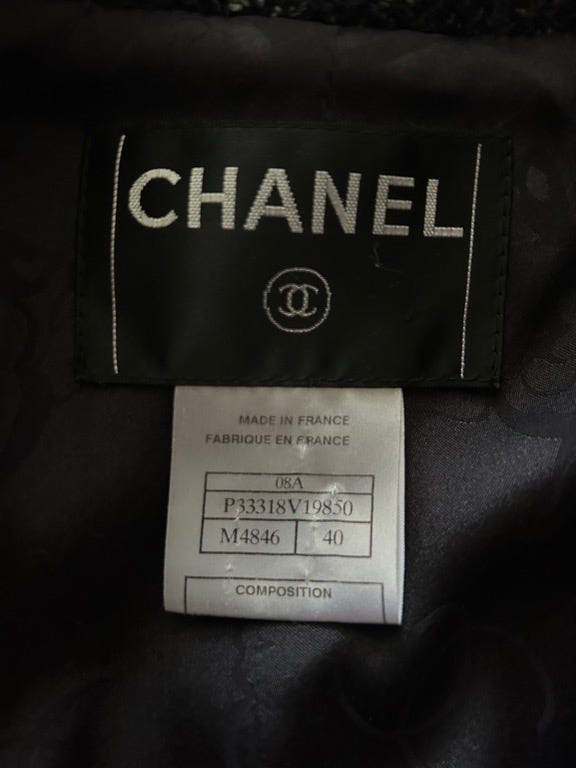 CHANEL
MADE IN FRANCE
FABRIQUE EN FRANCE
08A
P33318V19850
M4846 40
COMPOSITION